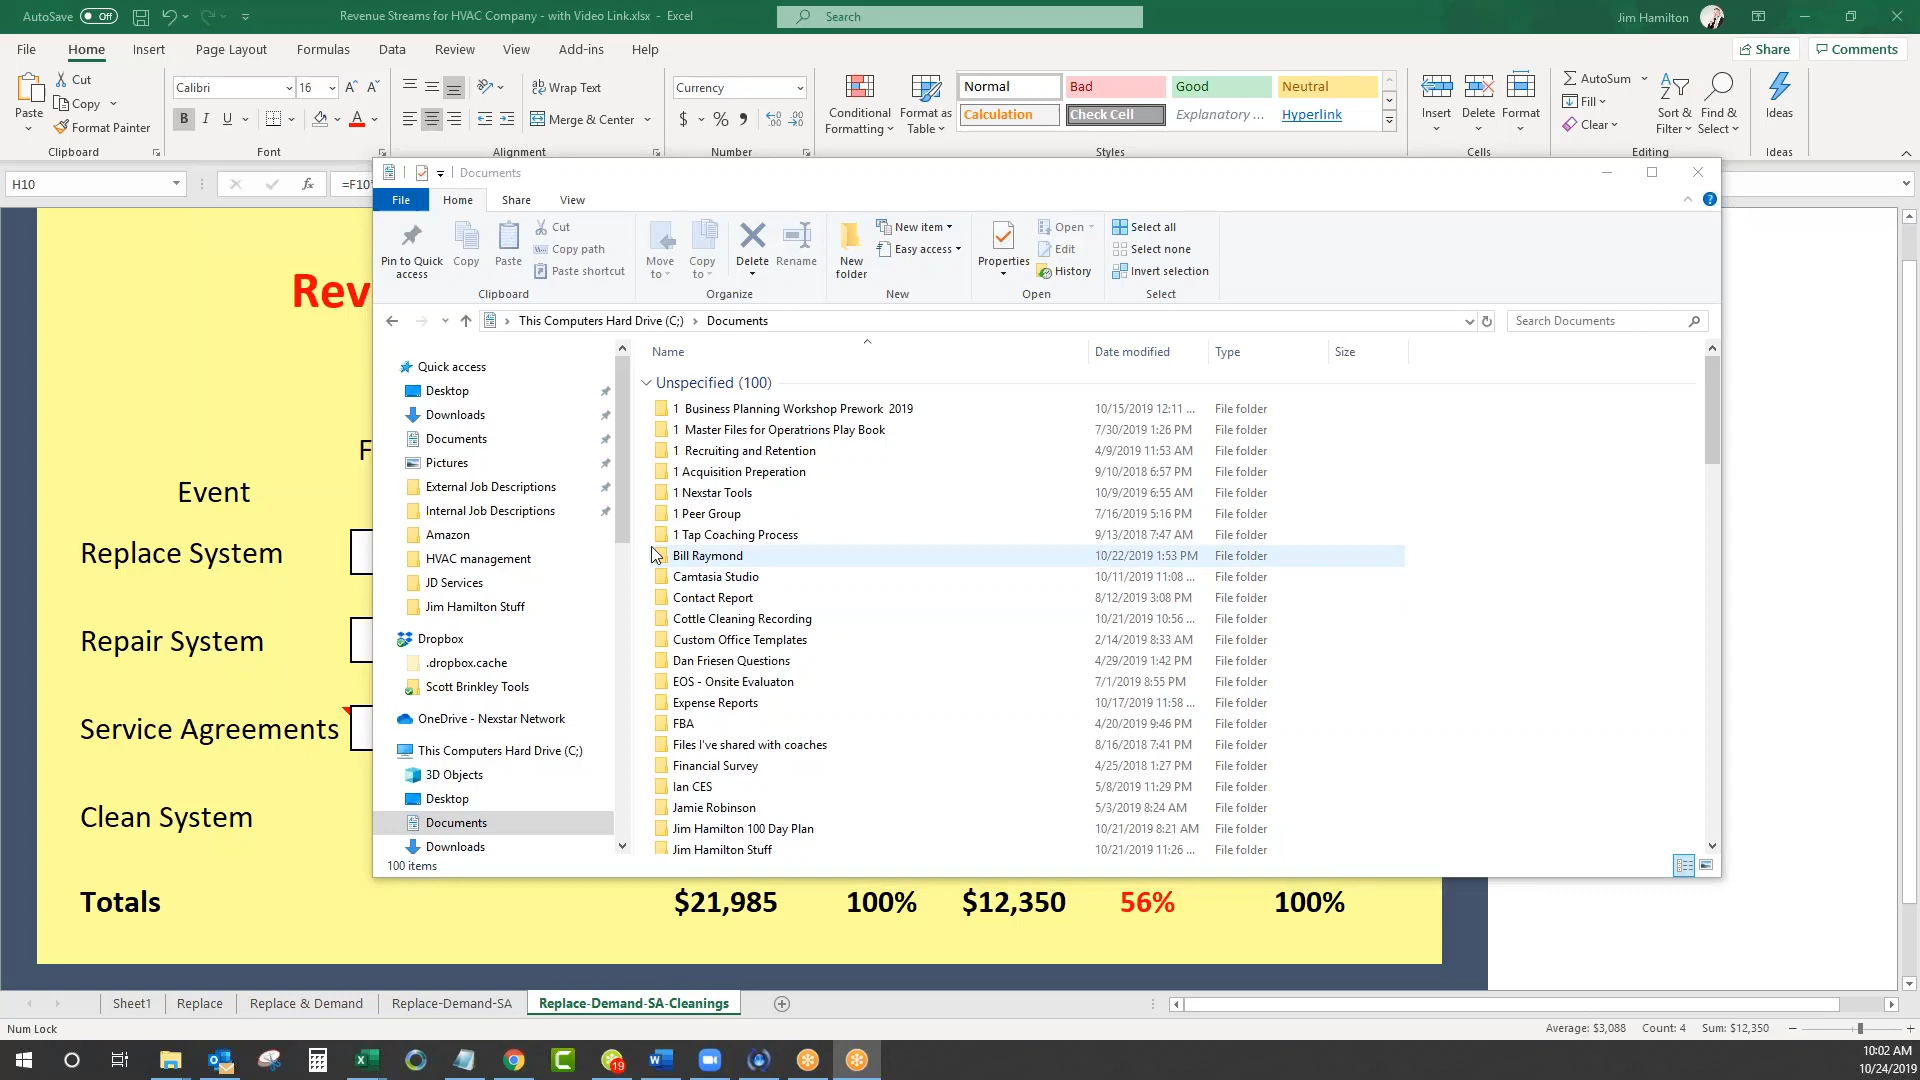 AutoSave Off Revenue Streams for HVAC Company - with Video Link.xlsx - Excel Search Jim Hamilton
File Home Insert Page Layout Formulas Data Review View Add-ins Help Share Comments
Paste Cut Copy Format Painter Clipboard
Calibri 16 B I U Font
Wrap Text Merge & Center Alignment
Currency $ % Number
Conditional Formatting Format as Table
Normal Bad Good Neutral
Calculation Check Cell Explanatory ... Hyperlink
Styles
Insert Delete Format Cells
AutoSum Fill Clear Sort & Filter Find & Select Editing
Ideas Ideas
H10 fx =F10*
Documents
File Home Share View
Pin to Quick access Copy Paste Cut Copy path Paste shortcut Clipboard
Move to Copy to Delete Rename Organize
New folder New item Easy access New
Properties Open Edit History Open
Select all Select none Invert selection Select
This Computers Hard Drive (C:) Documents Search Documents
Quick access
Desktop
Downloads
Documents
Pictures
External Job Descriptions
Internal Job Descriptions
Amazon
HVAC management
JD Services
Jim Hamilton Stuff
Dropbox
.dropbox.cache
Scott Brinkley Tools
OneDrive - Nexstar Network
This Computers Hard Drive (C:)
3D Objects
Desktop
Documents
Downloads
Name Date modified Type Size
Unspecified (100)
1 Business Planning Workshop Prework 2019 10/15/2019 12:11 ... File folder
1 Master Files for Operatrions Play Book 7/30/2019 1:26 PM File folder
1 Recruiting and Retention 4/9/2019 11:53 AM File folder
1 Acquisition Preperation 9/10/2018 6:57 PM File folder
1 Nexstar Tools 10/9/2019 6:55 AM File folder
1 Peer Group 7/16/2019 5:16 PM File folder
1 Tap Coaching Process 9/13/2018 7:47 AM File folder
Bill Raymond 10/22/2019 1:53 PM File folder
Camtasia Studio 10/11/2019 11:08 ... File folder
Contact Report 8/12/2019 3:08 PM File folder
Cottle Cleaning Recording 10/21/2019 10:56 ... File folder
Custom Office Templates 2/14/2019 8:33 AM File folder
Dan Friesen Questions 4/29/2019 1:42 PM File folder
EOS - Onsite Evaluaton 7/1/2019 8:55 PM File folder
Expense Reports 10/17/2019 11:58 ... File folder
FBA 4/20/2019 9:46 PM File folder
Files I've shared with coaches 8/16/2018 7:41 PM File folder
Financial Survey 4/25/2018 1:27 PM File folder
Ian CES 5/8/2019 11:29 PM File folder
Jamie Robinson 5/3/2019 8:24 AM File folder
Jim Hamilton 100 Day Plan 10/21/2019 8:21 AM File folder
Jim Hamilton Stuff 10/21/2019 11:26 ... File folder
100 items
Rev
F
Event
Replace System
Repair System
Service Agreements
Clean System
Totals $21,985 100% $12,350 56% 100%
Sheet1 Replace Replace & Demand Replace-Demand-SA Replace-Demand-SA-Cleanings
Num Lock Average: $3,088 Count: 4 Sum: $12,350
19
10:02 AM
10/24/2019